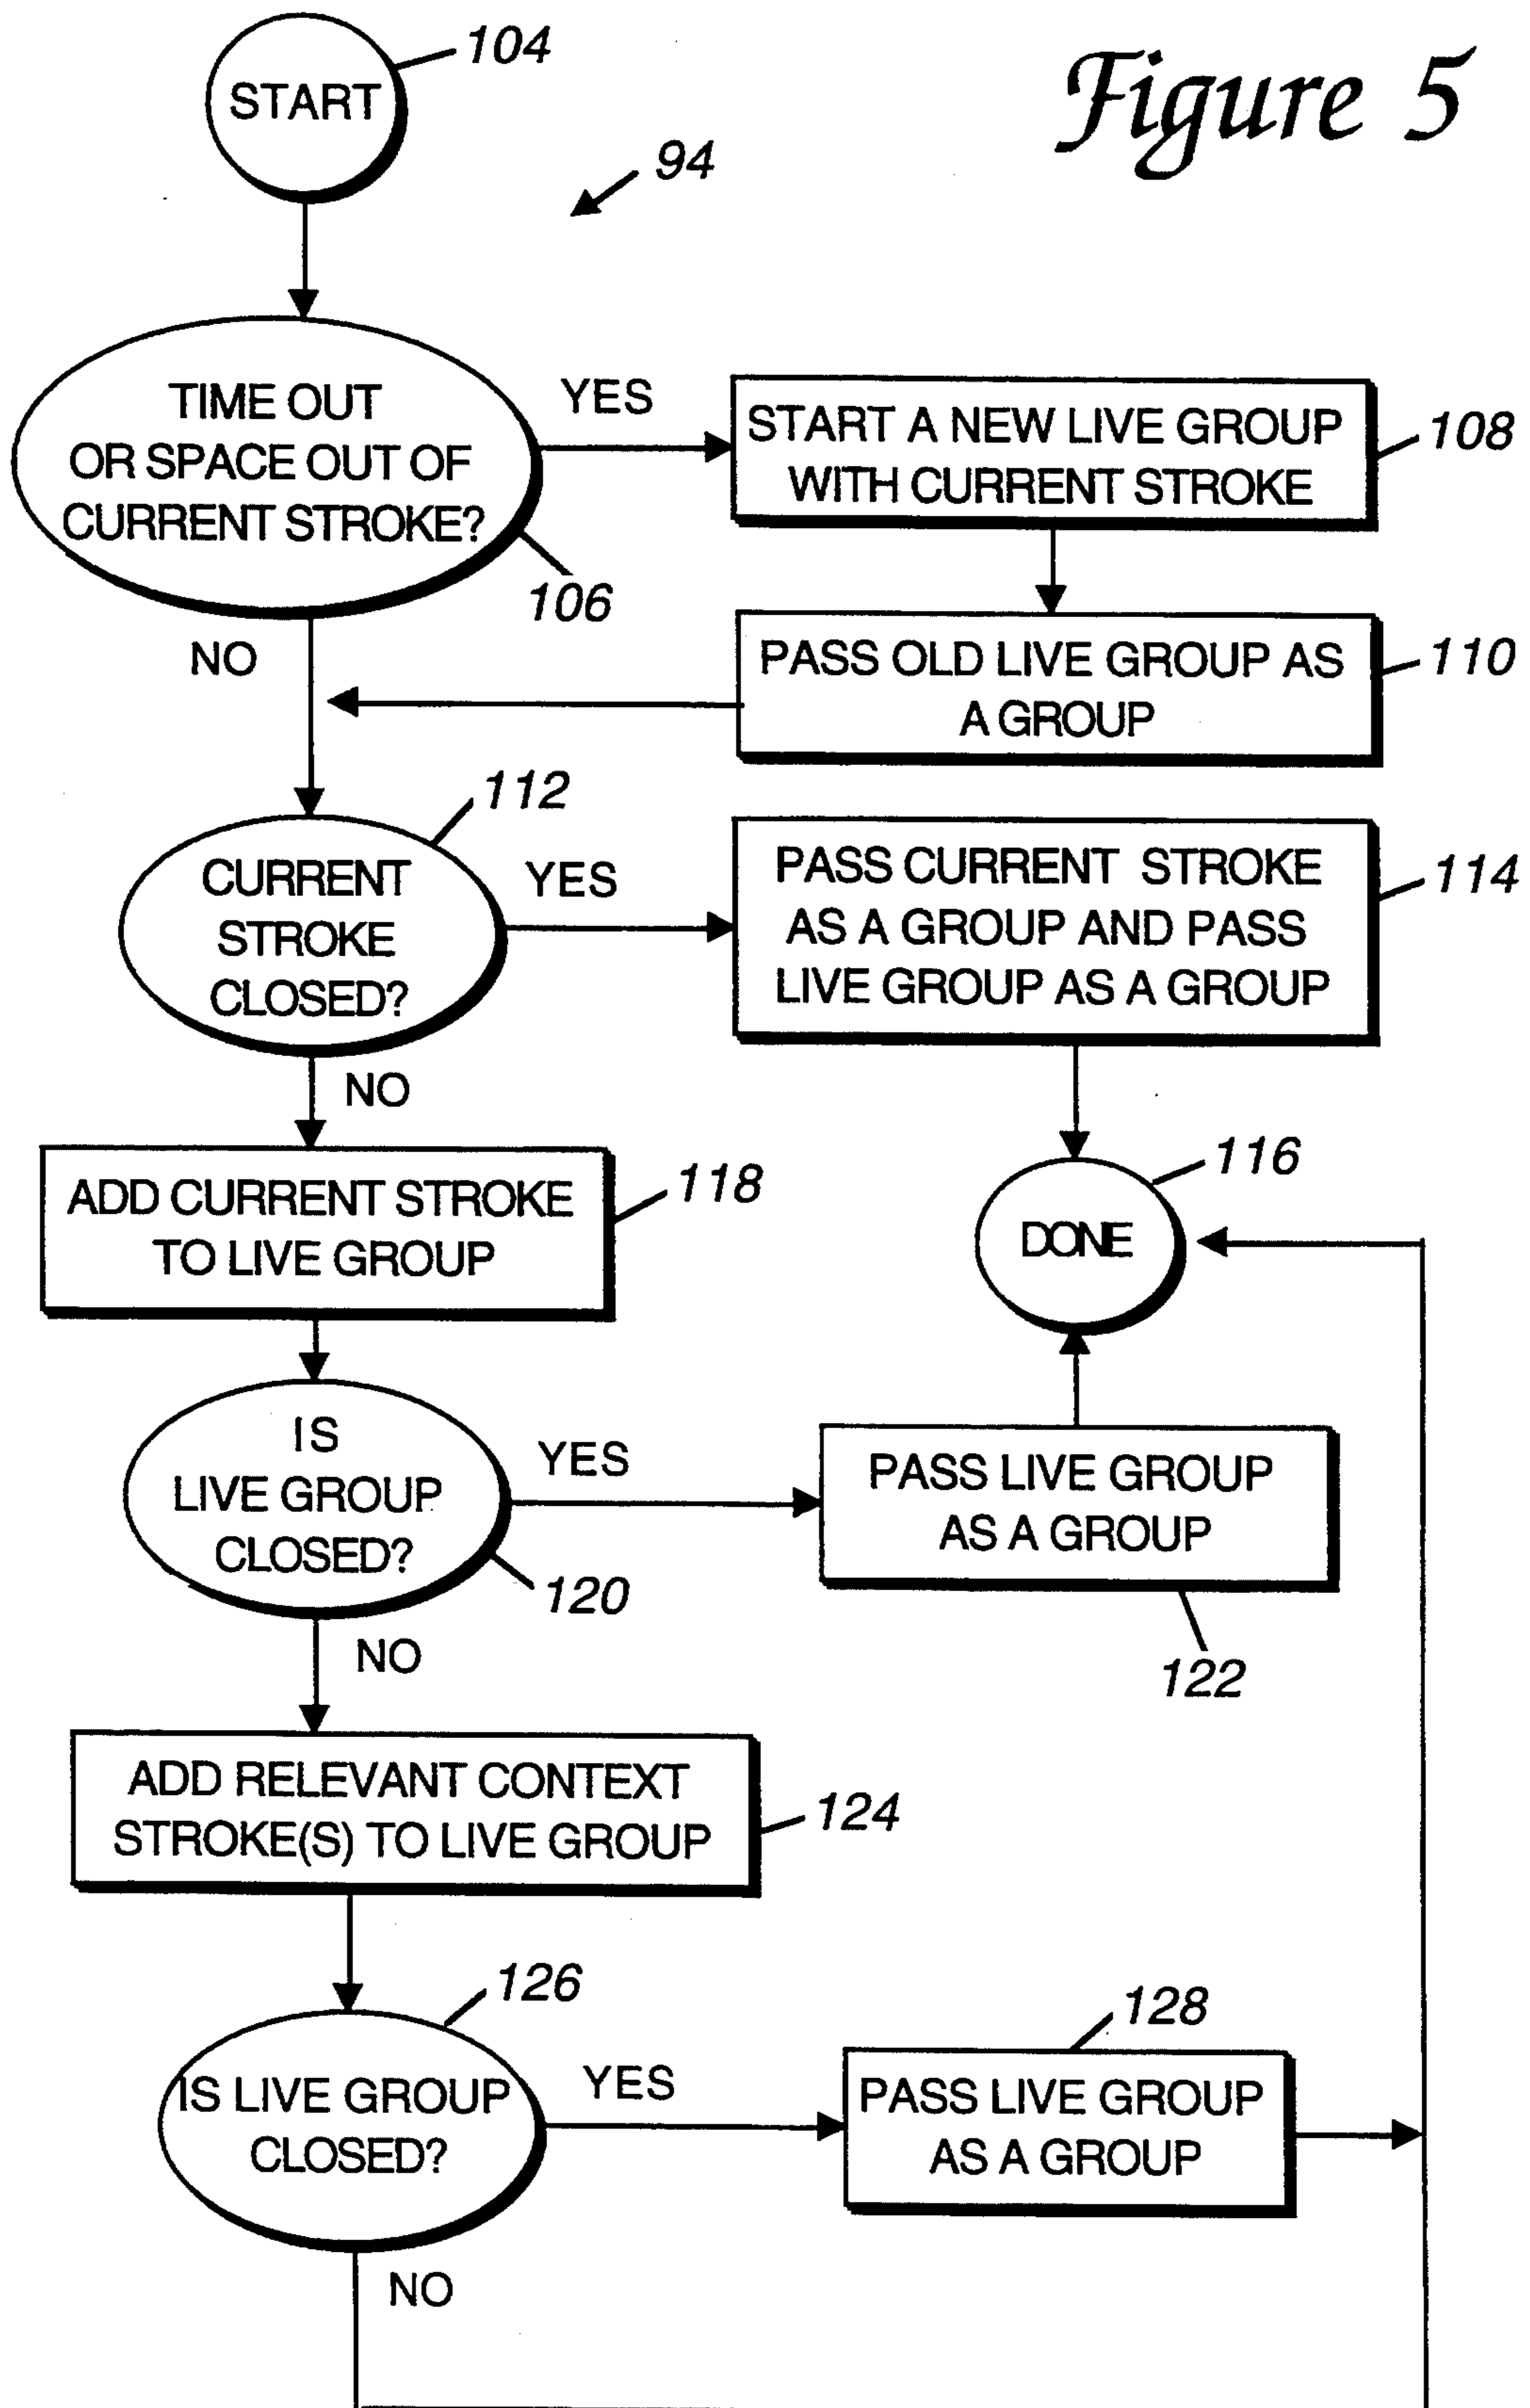 104
START
Figure 5
94
TIME OUT
OR SPACE OUT OF
CURRENT STROKE?
106
YES
START A NEW LIVE GROUP
WITH CURRENT STROKE
108
PASS OLD LIVE GROUP AS
A GROUP
110
NO
112
CURRENT
STROKE
CLOSED?
YES
PASS CURRENT STROKE
AS A GROUP AND PASS
LIVE GROUP AS A GROUP
114
NO
116
DONE
ADD CURRENT STROKE
TO LIVE GROUP
118
IS
LIVE GROUP
CLOSED?
120
YES
PASS LIVE GROUP
AS A GROUP
122
NO
ADD RELEVANT CONTEXT
STROKE(S) TO LIVE GROUP
124
126
IS LIVE GROUP
CLOSED?
YES
128
PASS LIVE GROUP
AS A GROUP
NO